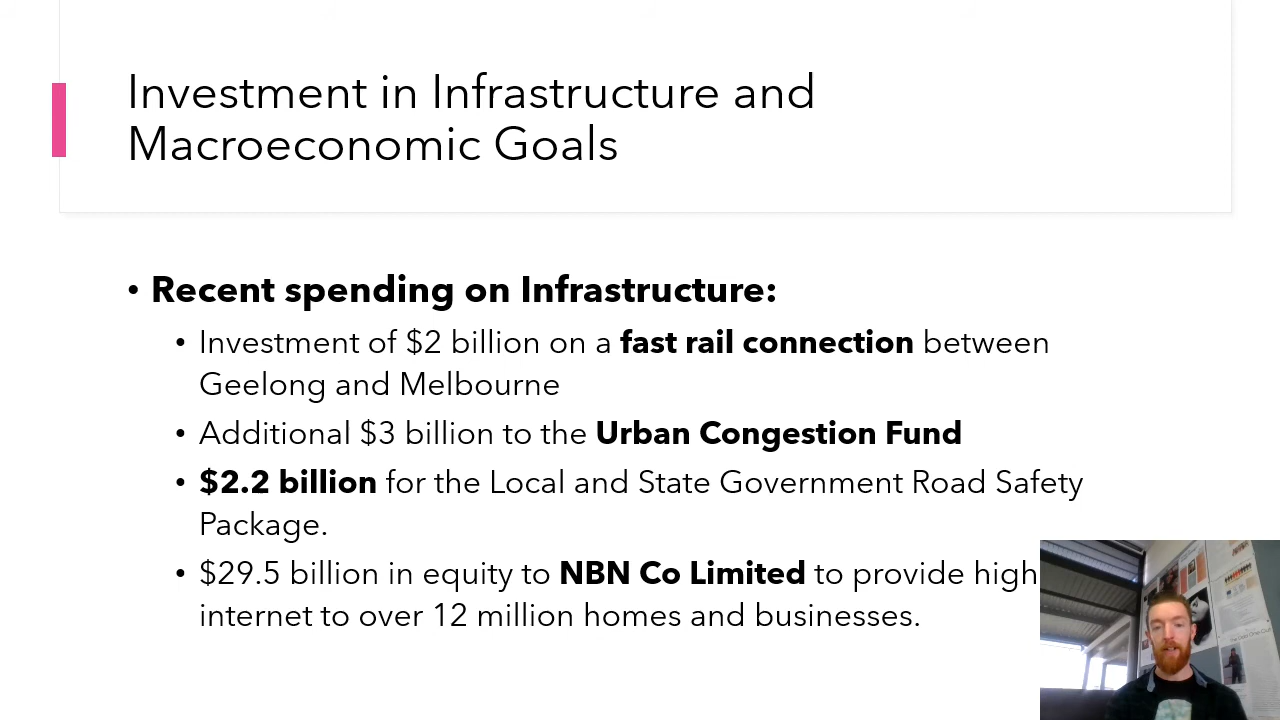 Investment in Infrastructure and
Macroeconomic Goals
• Recent spending on Infrastructure:
• Investment of $2 billion on a fast rail connection between
Geelong and Melbourne
• Additional $3 billion to the Urban Congestion Fund
• $2.2 billion for the Local and State Government Road Safety
Package.
• $29.5 billion in equity to NBN Co Limited to provide high
internet to over 12 million homes and businesses.